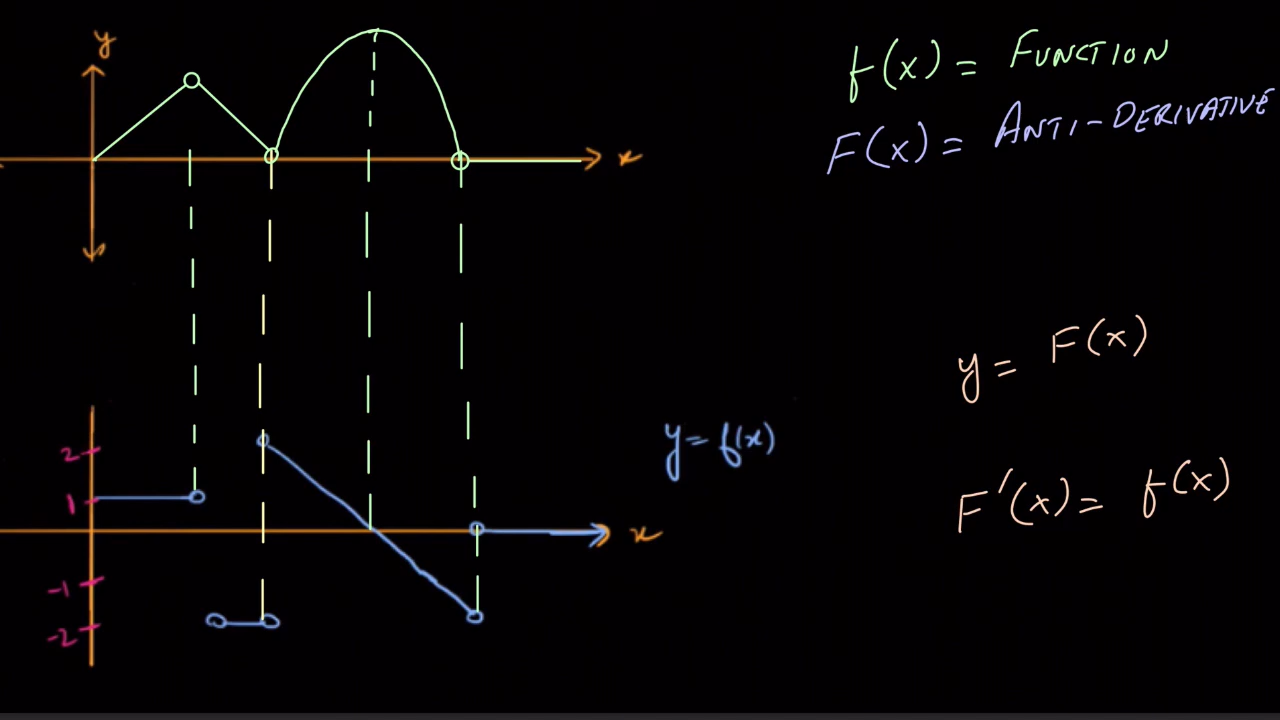 y
x
f(x) = FUNCTION
F(x) = ANTI-DERIVATIVE
y = F(x)
F'(x) = f(x)
y = f(x)
2
1
x
-1
-2